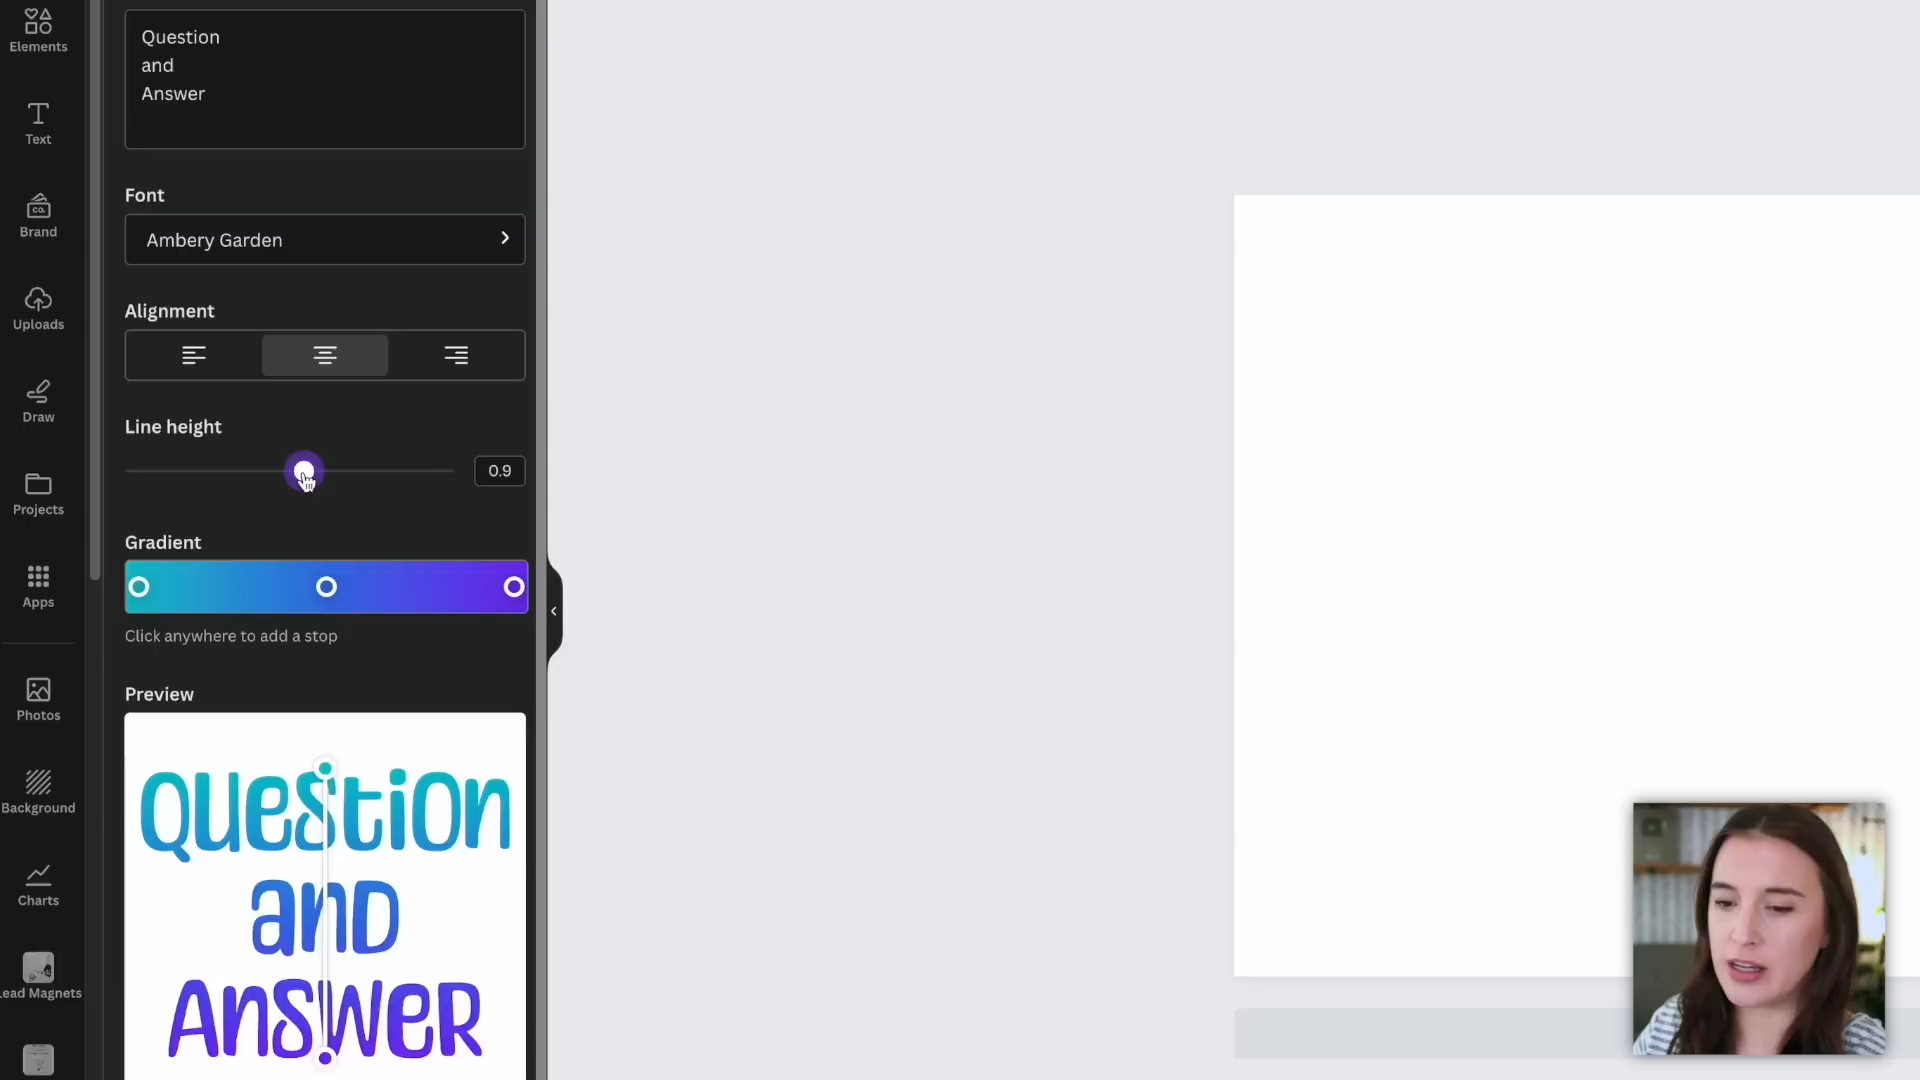 Elements
Text
Brand
Uploads
Draw
Projects
Apps
Photos
Background
Charts
Lead Magnets
co.
Question
and
Answer
Font
Ambery Garden
Alignment
Line height
0.9
Gradient
Click anywhere to add a stop
Preview
Question
and
Answer